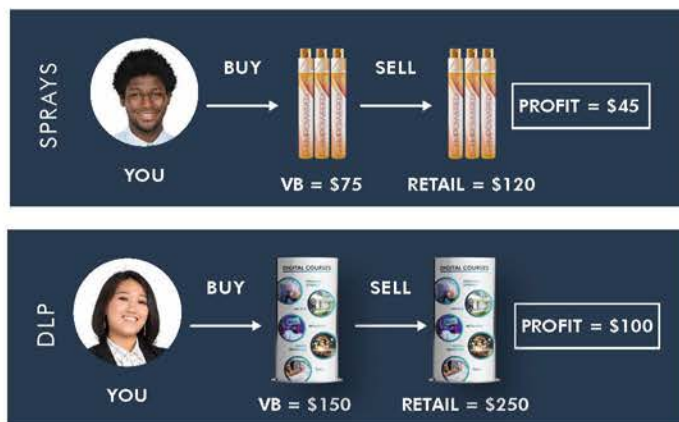 SPRAYS
YOU
BUY
VB = $75
SELL
RETAIL = $120
PROFIT = $45
DLP
YOU
BUY
DIGITAL COURSES
VB = $150
SELL
DIGITAL COURSES
RETAIL = $250
PROFIT = $100